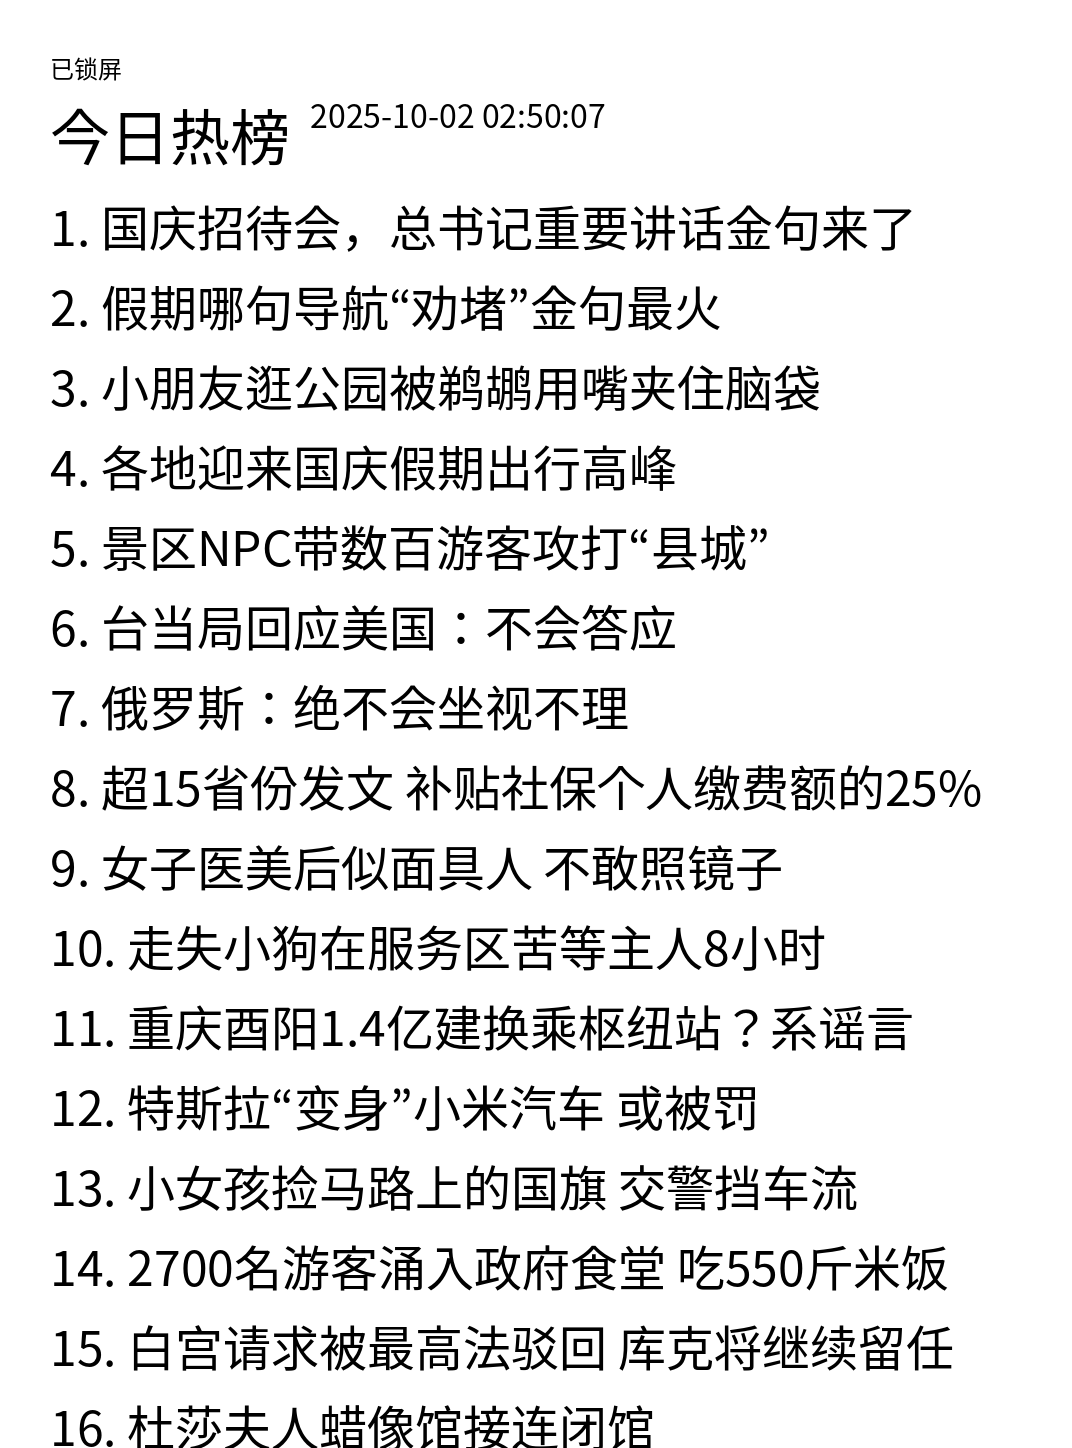 已锁屏
今日热榜 2025-10-02 02:50:07
1. 国庆招待会，总书记重要讲话金句来了
2. 假期哪句导航“劝堵”金句最火
3. 小朋友逛公园被鹈鹕用嘴夹住脑袋
4. 各地迎来国庆假期出行高峰
5. 景区NPC带数百游客攻打“县城”
6. 台当局回应美国：不会答应
7. 俄罗斯：绝不会坐视不理
8. 超15省份发文 补贴社保个人缴费额的25%
9. 女子医美后似面具人 不敢照镜子
10. 走失小狗在服务区苦等主人8小时
11. 重庆酉阳1.4亿建换乘枢纽站？系谣言
12. 特斯拉“变身”小米汽车 或被罚
13. 小女孩捡马路上的国旗 交警挡车流
14. 2700名游客涌入政府食堂 吃550斤米饭
15. 白宫请求被最高法驳回 库克将继续留任
16. 杜莎夫人蜡像馆接连闭馆